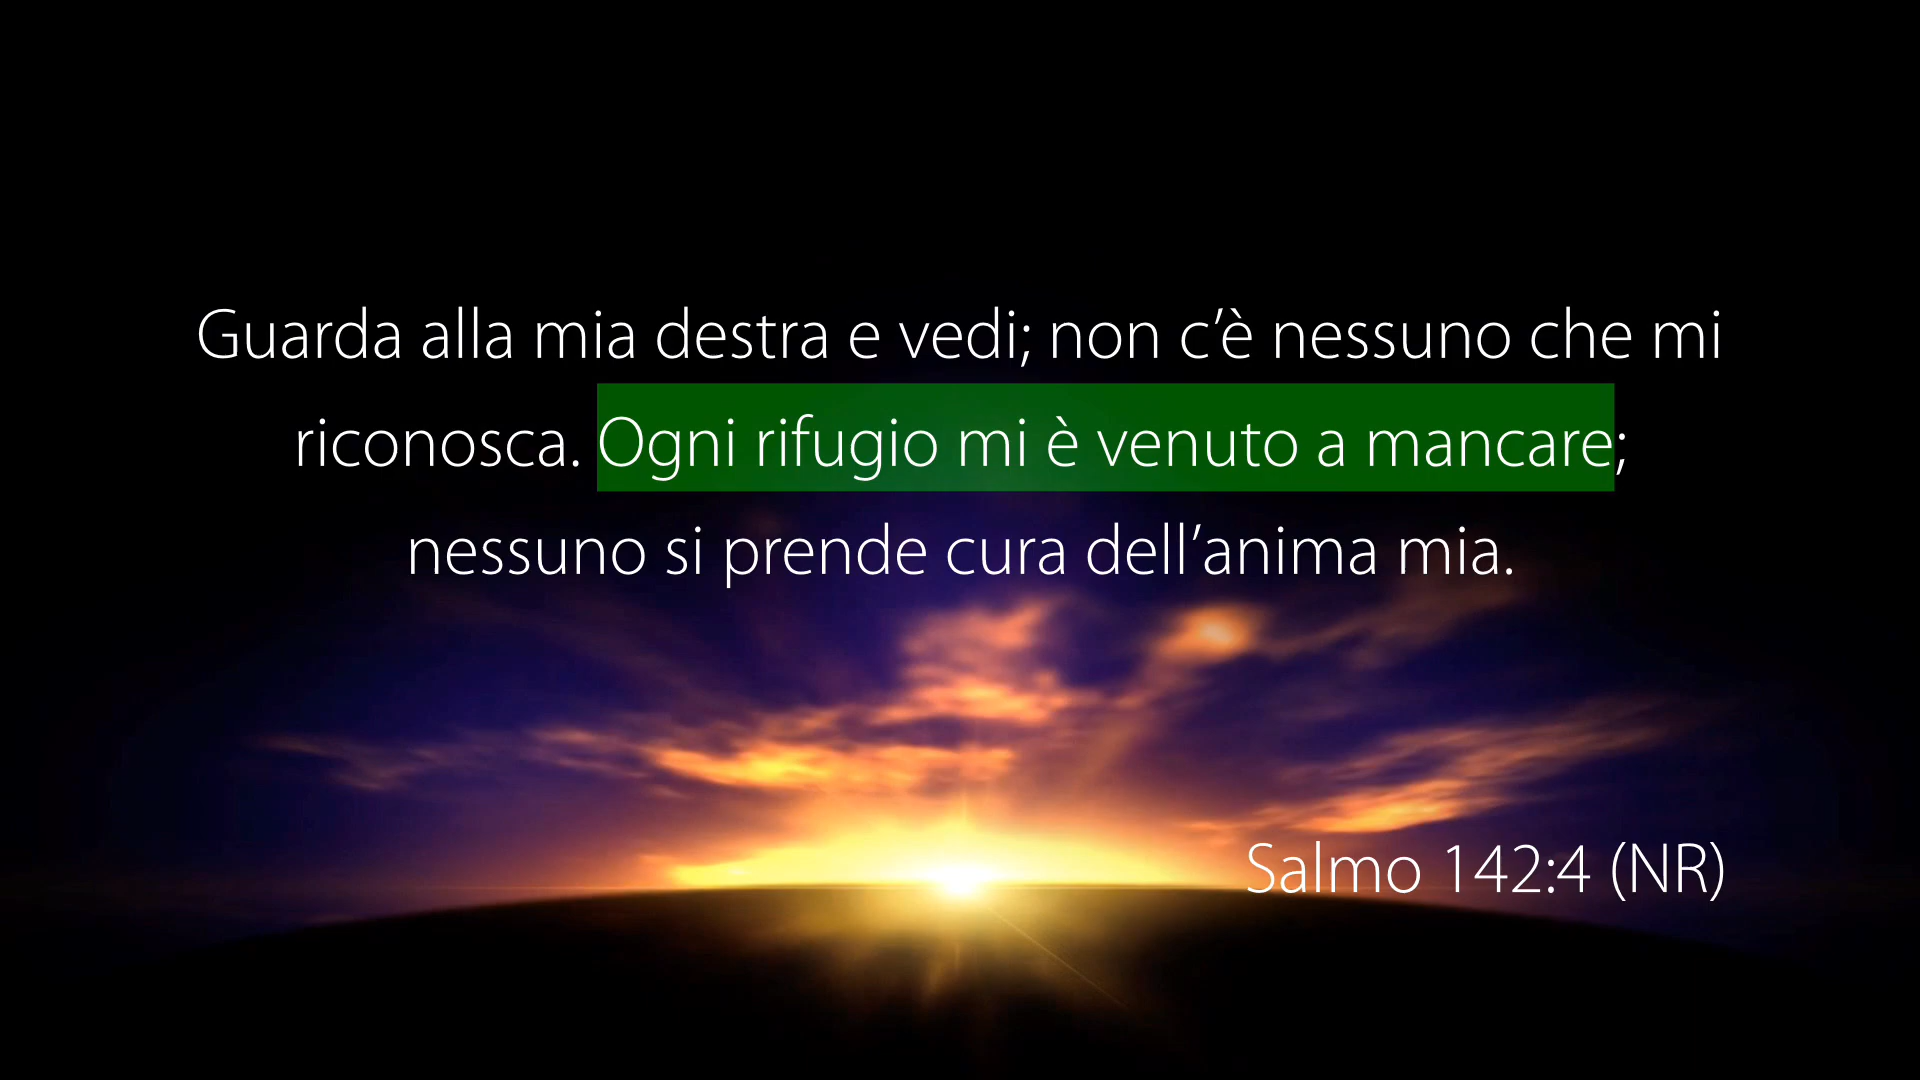 Guarda alla mia destra e vedi; non c’è nessuno che mi
riconosca. Ogni rifugio mi è venuto a mancare;
nessuno si prende cura dell’anima mia.
Salmo 142:4 (NR)